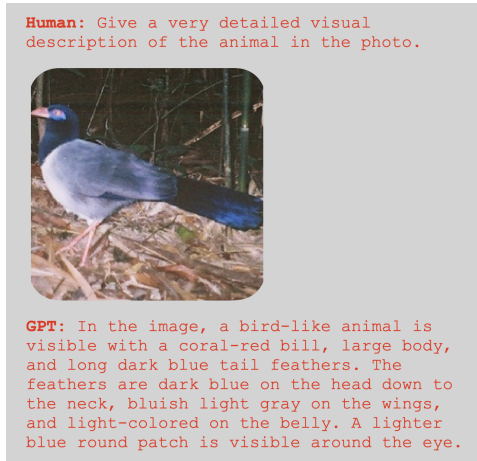 Human: Give a very detailed visual
description of the animal in the photo.
GPT: In the image, a bird-like animal is
visible with a coral-red bill, large body,
and long dark blue tail feathers. The
feathers are dark blue on the head down to
the neck, bluish light gray on the wings,
and light-colored on the belly. A lighter
blue round patch is visible around the eye.